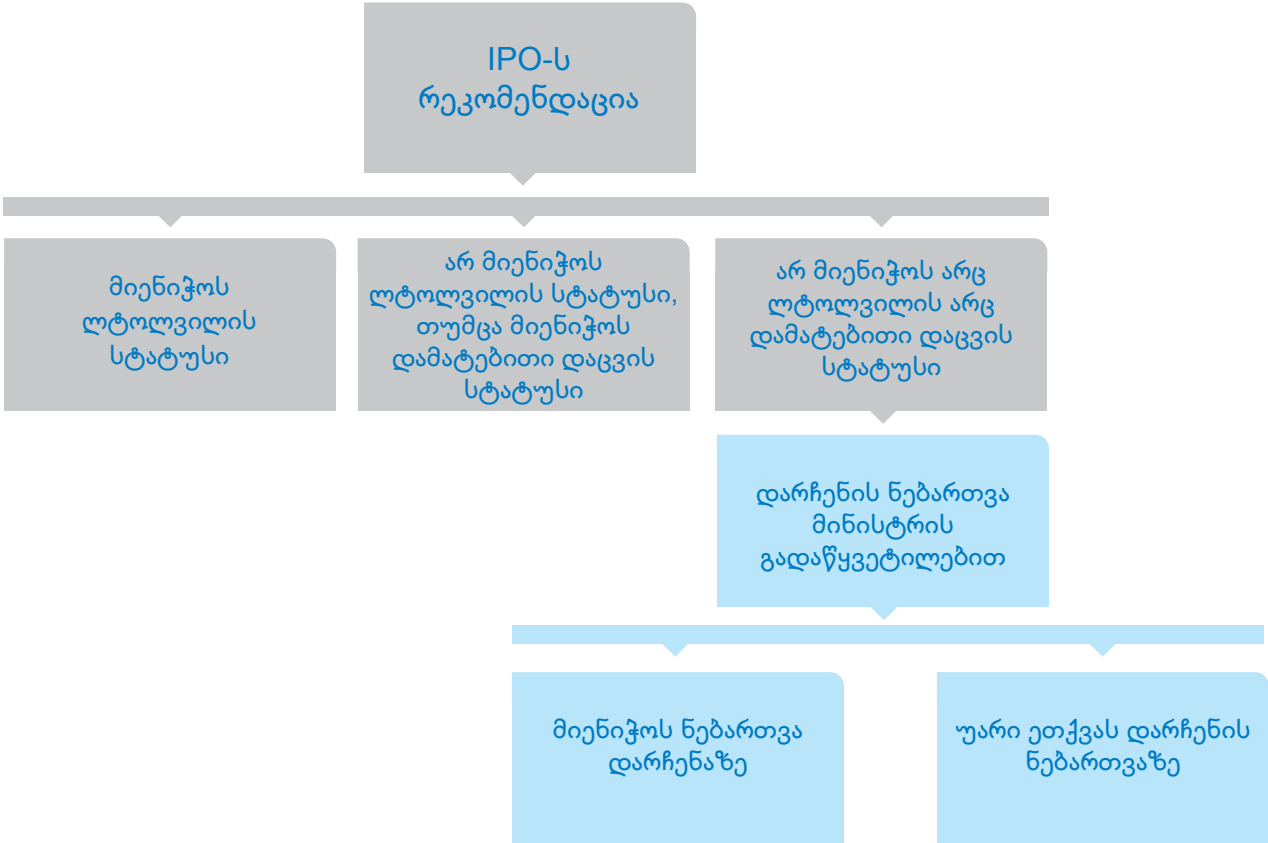 IPO-ს
რეკომენდაცია
მიენიჭოს
ლტოლვილის
სტატუსი
არ მიენიჭოს
ლტოლვილის სტატუსი,
თუმცა მიენიჭოს
დამატებითი დაცვის
სტატუსი
არ მიენიჭოს არც
ლტოლვილის არც
დამატებითი დაცვის
სტატუსი
დარჩენის ნებართვა
მინისტრის
გადაწყვეტილებით
მიენიჭოს ნებართვა
დარჩენაზე
უარი ეთქვას დარჩენის
ნებართვაზე